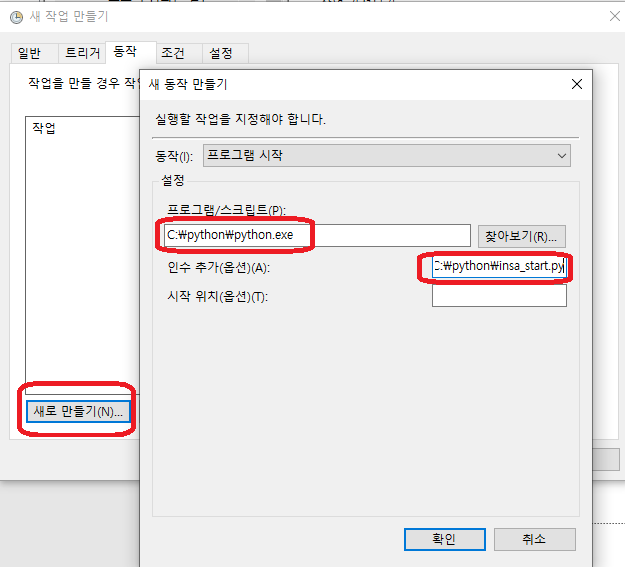 새 작업 만들기
일반 트리거 동작 조건 설정
작업을 만들 경우 작
작업
새로 만들기(N)...
새 동작 만들기
실행할 작업을 지정해야 합니다.
동작(I): 프로그램 시작
설정
프로그램/스크립트(P):
C:\python\python.exe 찾아보기(R)...
인수 추가(옵션)(A): C:\python\insa_start.py
시작 위치(옵션)(T):
확인 취소